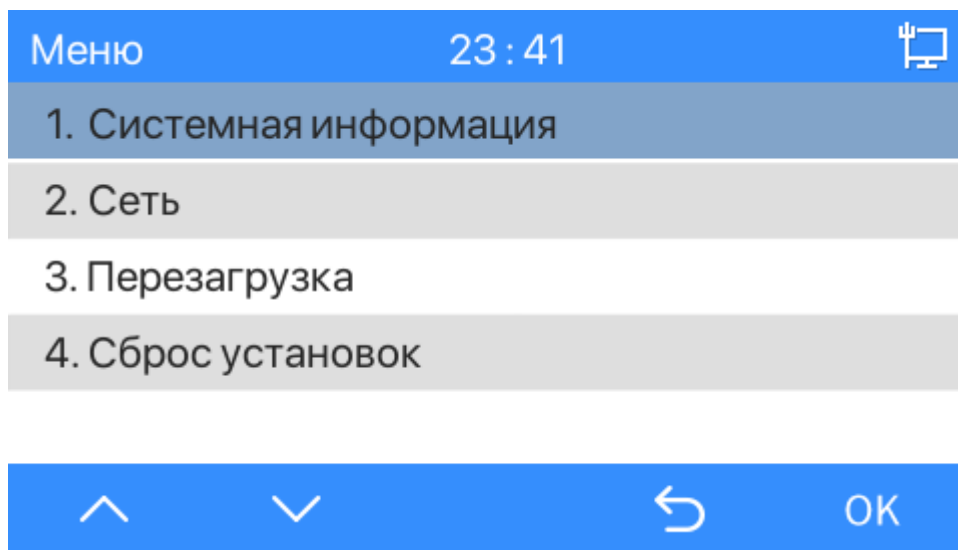 Меню 23:41
1. Системная информация
2. Сеть
3. Перезагрузка
4. Сброс установок
OK